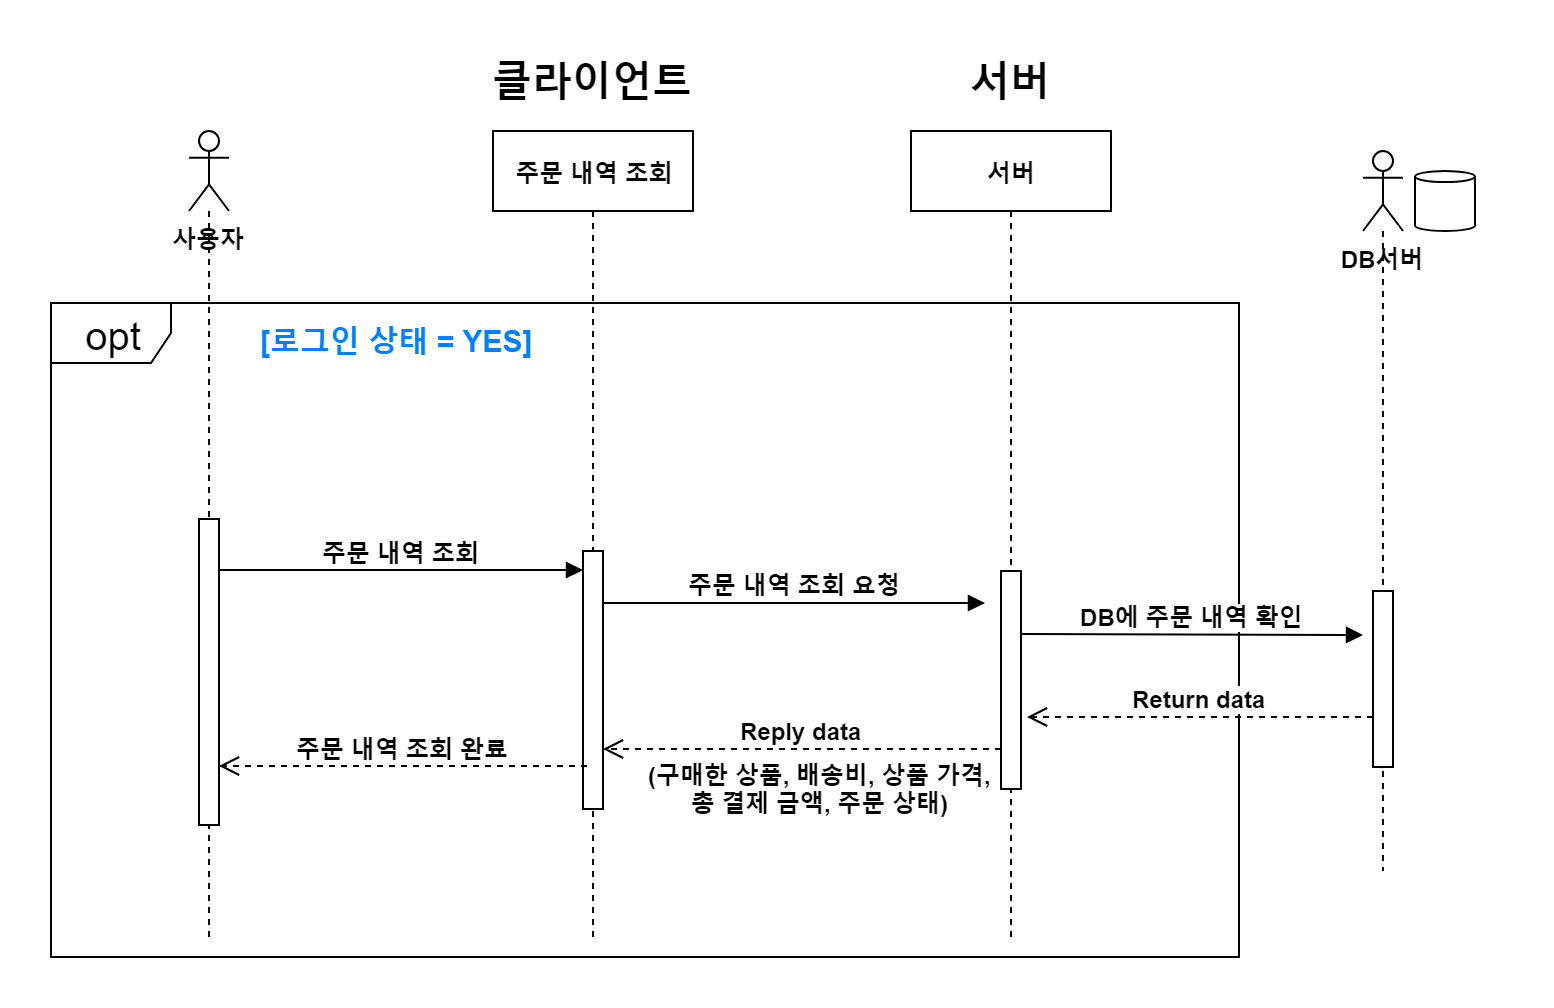 클라이언트
서버
주문 내역 조회
서버
사용자
DB서버
opt
[로그인 상태 = YES]
주문 내역 조회
주문 내역 조회 요청
DB에 주문 내역 확인
Return data
Reply data
주문 내역 조회 완료
(구매한 상품, 배송비, 상품 가격,
총 결제 금액, 주문 상태)